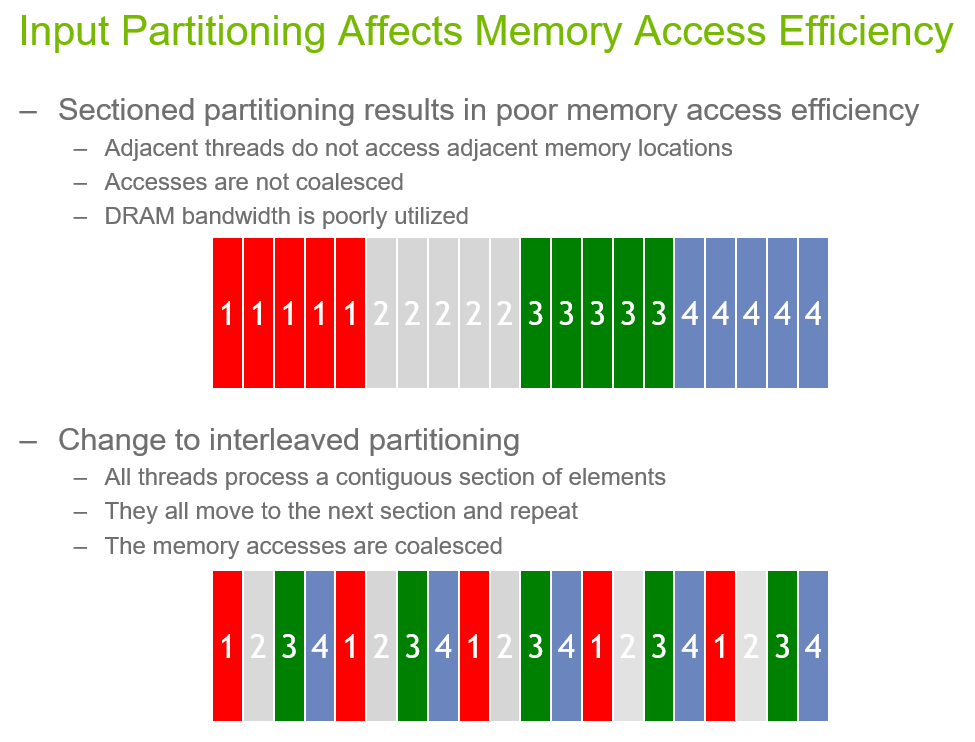 Input Partitioning Affects Memory Access Efficiency
– Sectioned partitioning results in poor memory access efficiency
– Adjacent threads do not access adjacent memory locations
– Accesses are not coalesced
– DRAM bandwidth is poorly utilized
1 1 1 1 1 2 2 2 2 2 3 3 3 3 3 4 4 4 4 4
– Change to interleaved partitioning
– All threads process a contiguous section of elements
– They all move to the next section and repeat
– The memory accesses are coalesced
1 2 3 4 1 2 3 4 1 2 3 4 1 2 3 4 1 2 3 4